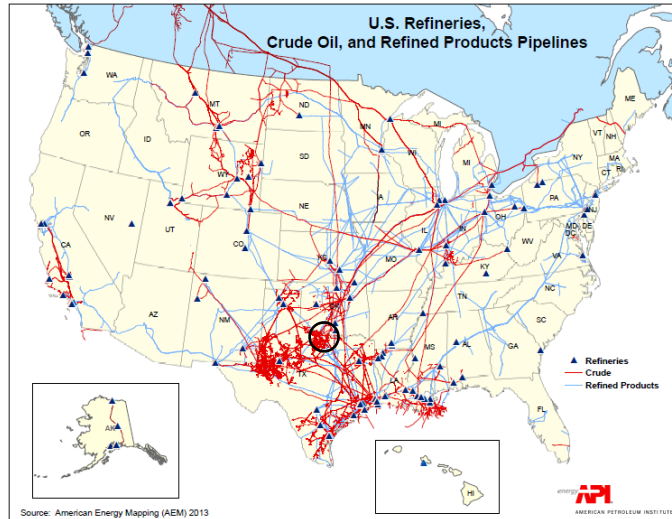 U.S. Refineries,
Crude Oil, and Refined Products Pipelines
WA
MT
ND
MN
ME
OR
ID
WI
MI
VT
NH
SD
WY
MI
NY
MA
CT
RI
IA
PA
NE
NV
UT
IL
IN
OH
NJ
CO
MD
DE
DC
CA
KS
MO
WV
VA
KY
NC
TN
AZ
NM
AR
SC
MS
AL
GA
TX
LA
FL
Refineries
Crude
Refined Products
AK
HI
energy
API
AMERICAN PETROLEUM INSTITUTE
Source: American Energy Mapping (AEM) 2013